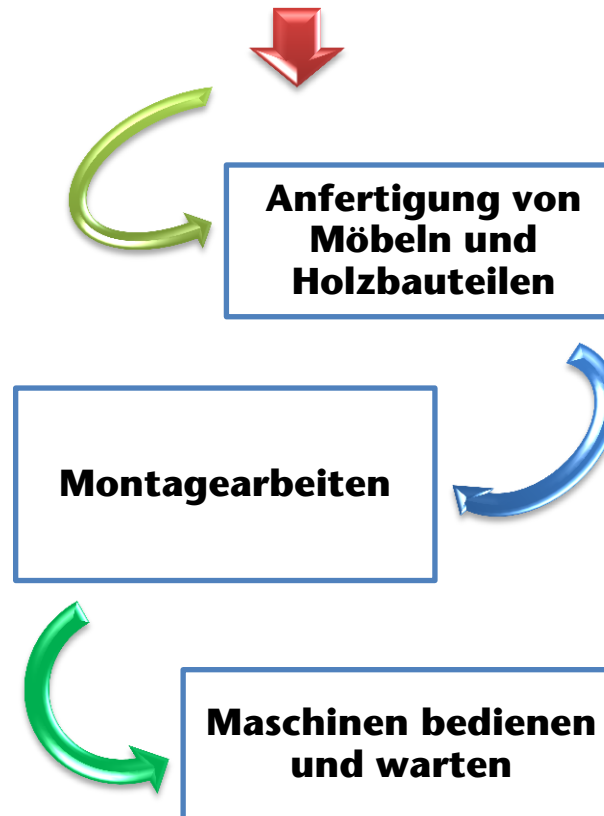 Anfertigung von
Möbeln und
Holzbauteilen
Montagearbeiten
Maschinen bedienen
und warten